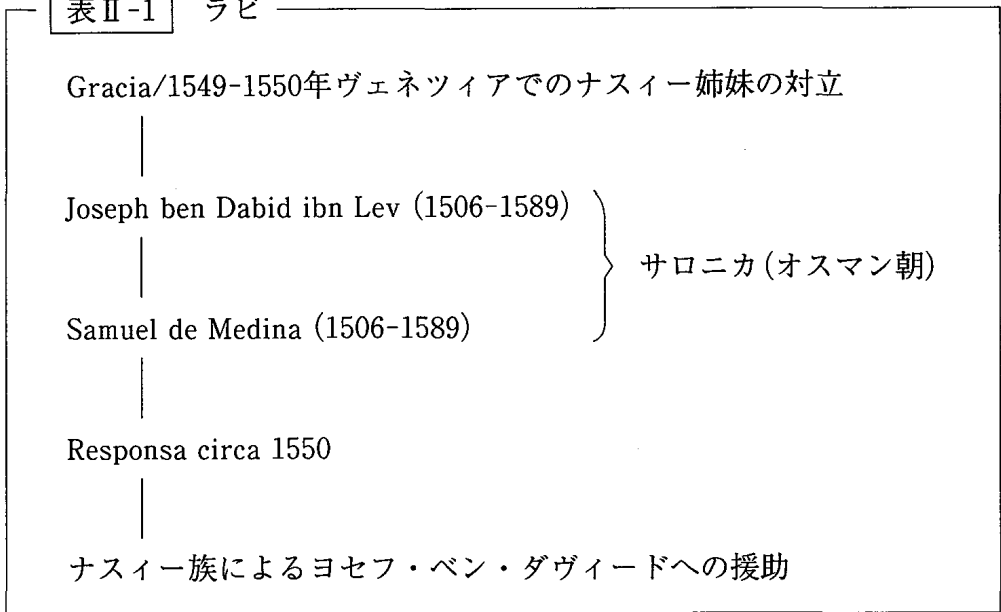 表Ⅱ-1 ラビ
Gracia/1549-1550年ヴェネツィアでのナスィー姉妹の対立
Joseph ben Dabid ibn Lev (1506-1589)
サロニカ(オスマン朝)
Samuel de Medina (1506-1589)
Responsa circa 1550
ナスィー族によるヨセフ・ベン・ダヴィードへの援助